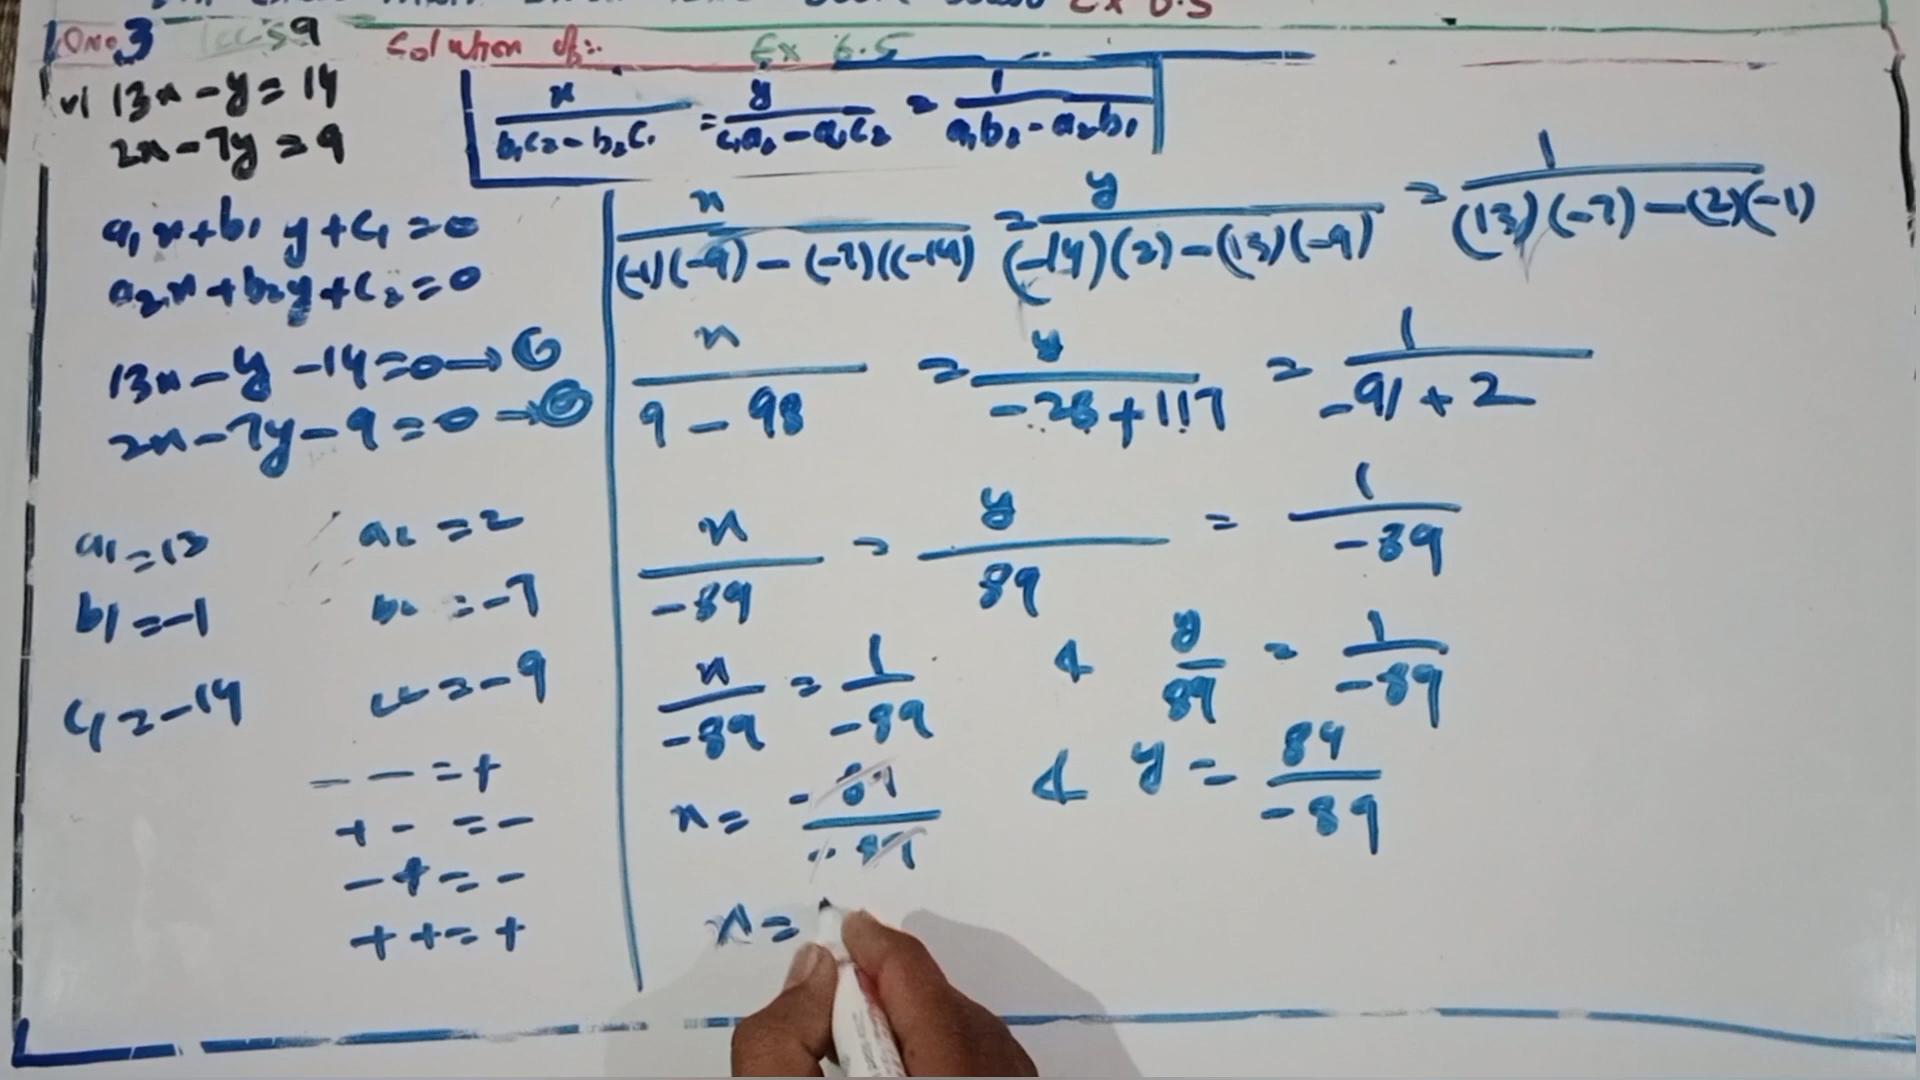 QNo 3
Solution of:- Ex 6.5
v) 13x - y = 14
2x - 7y = 9
x/(b₁c₂ - b₂c₁) = y/(c₁a₂ - a₁c₂) = 1/(a₁b₂ - a₂b₁)
a₁x + b₁y + c₁ = 0
a₂x + b₂y + c₂ = 0
13x - y - 14 = 0 → ①
2x - 7y - 9 = 0 → ②
a₁ = 13 a₂ = 2
b₁ = -1 b₂ = -7
c₁ = -14 c₂ = -9
- - = +
+ - = -
- + = -
+ + = +
x/((-1)(-9) - (-7)((-14)) = y/((-14)(2) - (13)(-9)) = 1/((13)(-7) - (2)(-1))
x/(9 - 98) = y/(-28 + 117) = 1/(-91 + 2)
x/-89 = y/89 = 1/-89
x/-89 = 1/-89 & y/89 = 1/-89
x = -89/-89 & y = 89/-89
x =